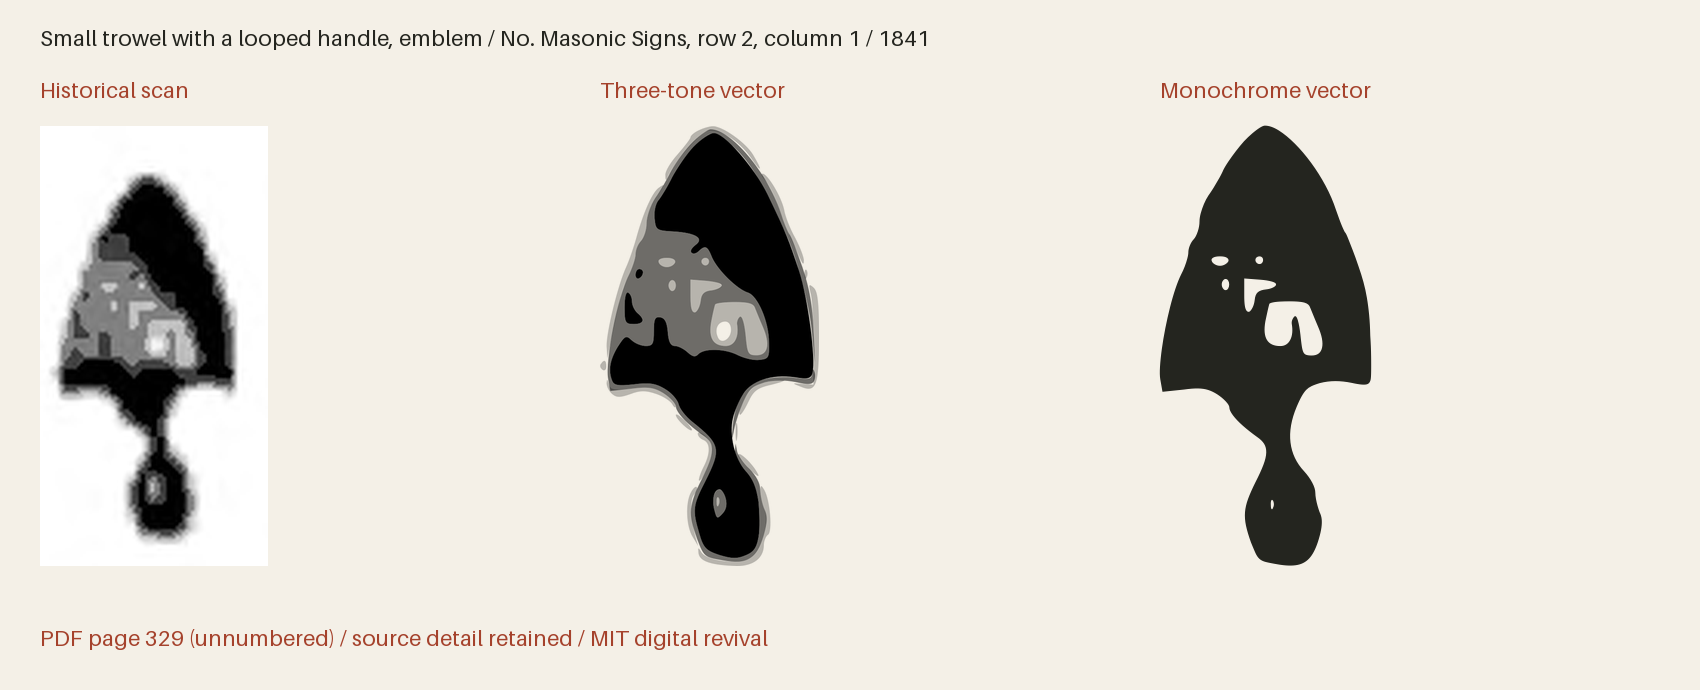 Small trowel with a looped handle, emblem / No. Masonic Signs, row 2, column 1 / 1841
Historical scan
Three-tone vector
Monochrome vector
PDF page 329 (unnumbered) / source detail retained / MIT digital revival